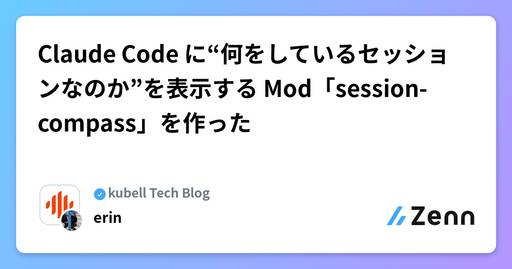 Claude Code に“何をしているセッショ
ンなのか”を表示する Mod「session-
compass」を作った
kubell Tech Blog
erin
Zenn